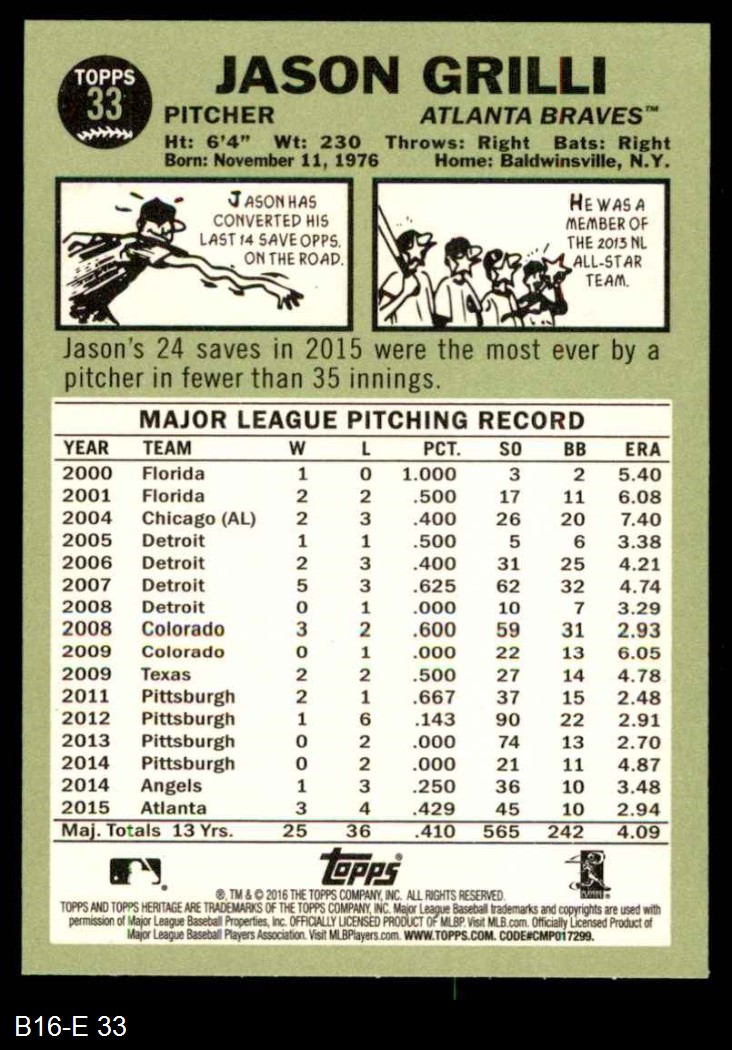 TOPPS
33
JASON GRILLI
PITCHER ATLANTA BRAVES™
Ht: 6'4" Wt: 230 Throws: Right Bats: Right
Born: November 11, 1976 Home: Baldwinsville, N.Y.
JASON HAS
CONVERTED HIS
LAST 14 SAVE OPPS.
ON THE ROAD.
HE WAS A
MEMBER OF
THE 2013 NL
ALL-STAR
TEAM.
Jason's 24 saves in 2015 were the most ever by a
pitcher in fewer than 35 innings.
MAJOR LEAGUE PITCHING RECORD
YEAR TEAM W L PCT. SO BB ERA
2000 Florida 1 0 1.000 3 2 5.40
2001 Florida 2 2 .500 17 11 6.08
2004 Chicago (AL) 2 3 .400 26 20 7.40
2005 Detroit 1 1 .500 5 6 3.38
2006 Detroit 2 3 .400 31 25 4.21
2007 Detroit 5 3 .625 62 32 4.74
2008 Detroit 0 1 .000 10 7 3.29
2008 Colorado 3 2 .600 59 31 2.93
2009 Colorado 0 1 .000 22 13 6.05
2009 Texas 2 2 .500 27 14 4.78
2011 Pittsburgh 2 1 .667 37 15 2.48
2012 Pittsburgh 1 6 .143 90 22 2.91
2013 Pittsburgh 0 2 .000 74 13 2.70
2014 Pittsburgh 0 2 .000 21 11 4.87
2014 Angels 1 3 .250 36 10 3.48
2015 Atlanta 3 4 .429 45 10 2.94
Maj. Totals 13 Yrs. 25 36 .410 565 242 4.09
topps
®, TM & © 2016 THE TOPPS COMPANY, INC. ALL RIGHTS RESERVED.
TOPPS AND TOPPS HERITAGE ARE TRADEMARKS OF THE TOPPS COMPANY, INC. Major League Baseball trademarks and copyrights are used with
permission of Major League Baseball Properties, Inc. OFFICIALLY LICENSED PRODUCT OF MLBP. Visit MLB.com. Officially Licensed Product of
Major League Baseball Players Association. Visit MLBPlayers.com. WWW.TOPPS.COM. CODE#CMP017299.
B16-E 33